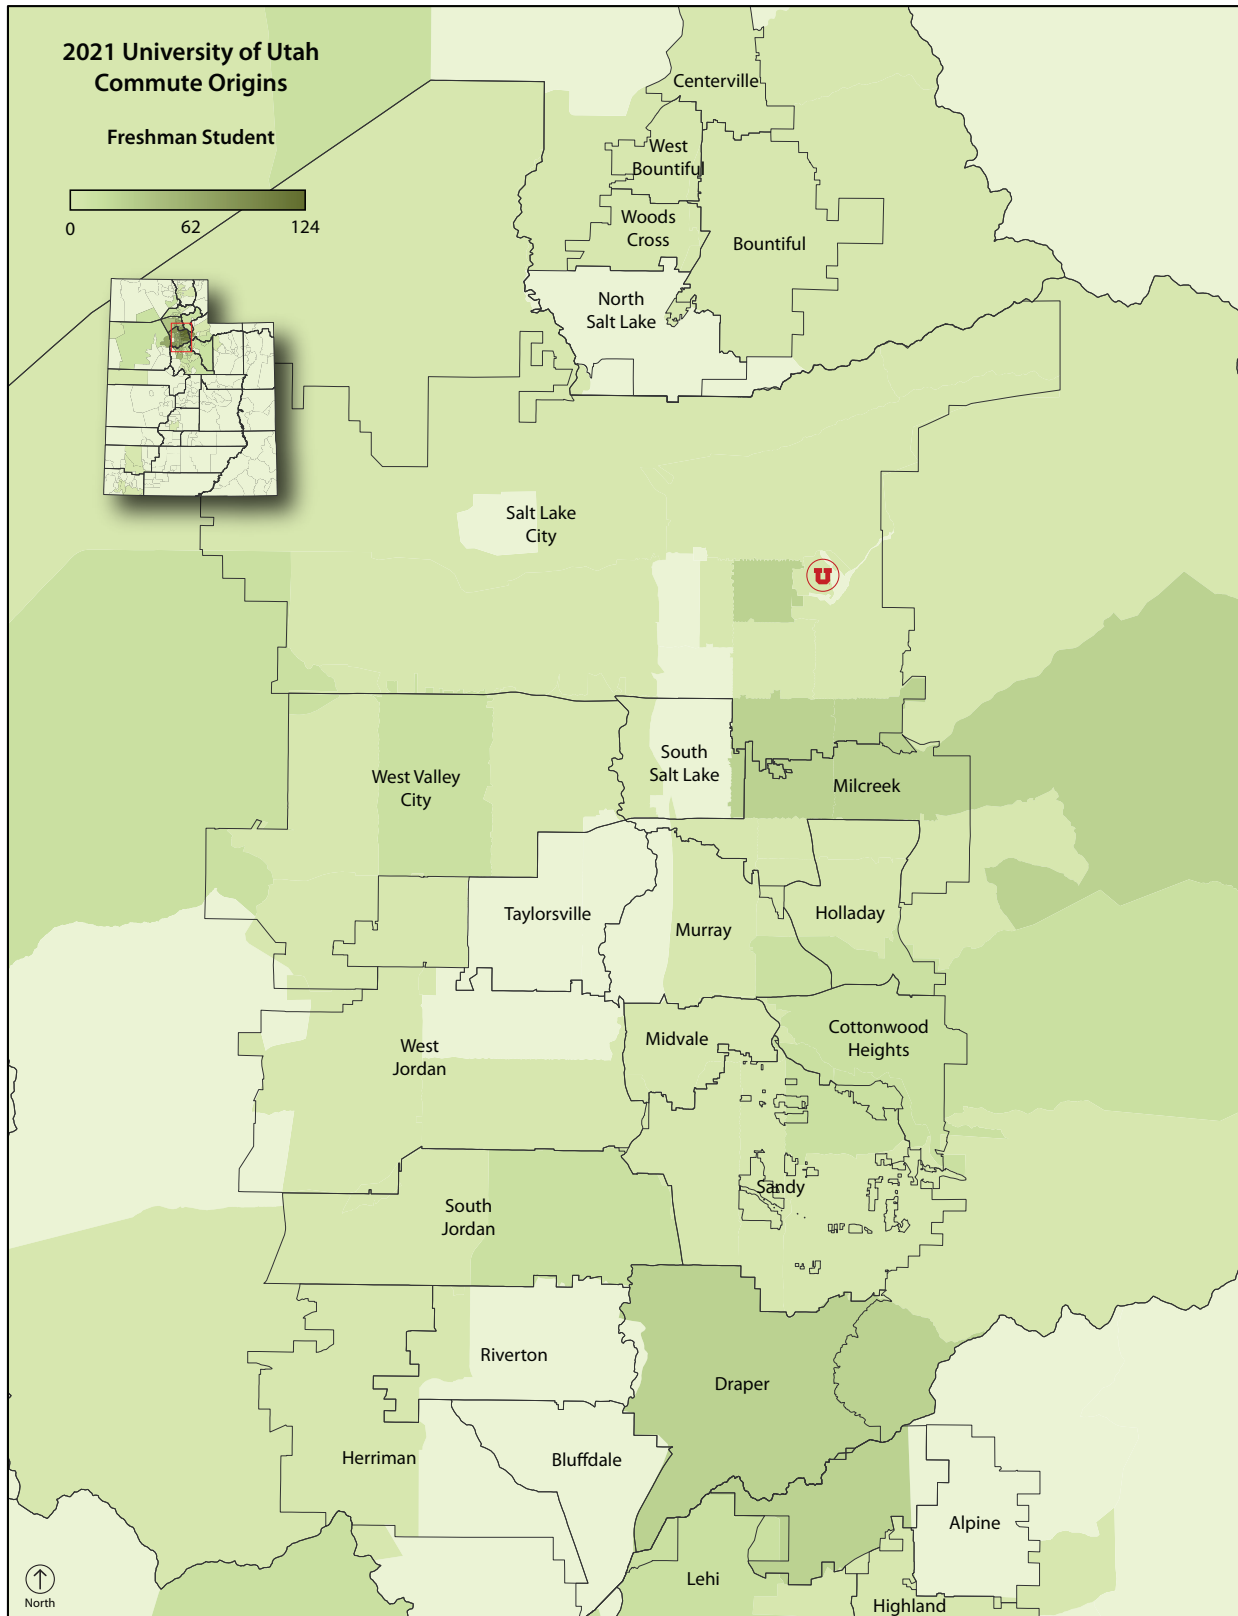 2021 University of Utah
Commute Origins
Freshman Student
0 62 124
Centerville
West
Bountiful
Woods
Cross
Bountiful
North
Salt Lake
Salt Lake
City
U
West Valley
City
South
Salt Lake
Milcreek
Taylorsville
Murray
Holladay
West
Jordan
Midvale
Cottonwood
Heights
Sandy
South
Jordan
Riverton
Draper
Herriman
Bluffdale
Alpine
Lehi
Highland
North